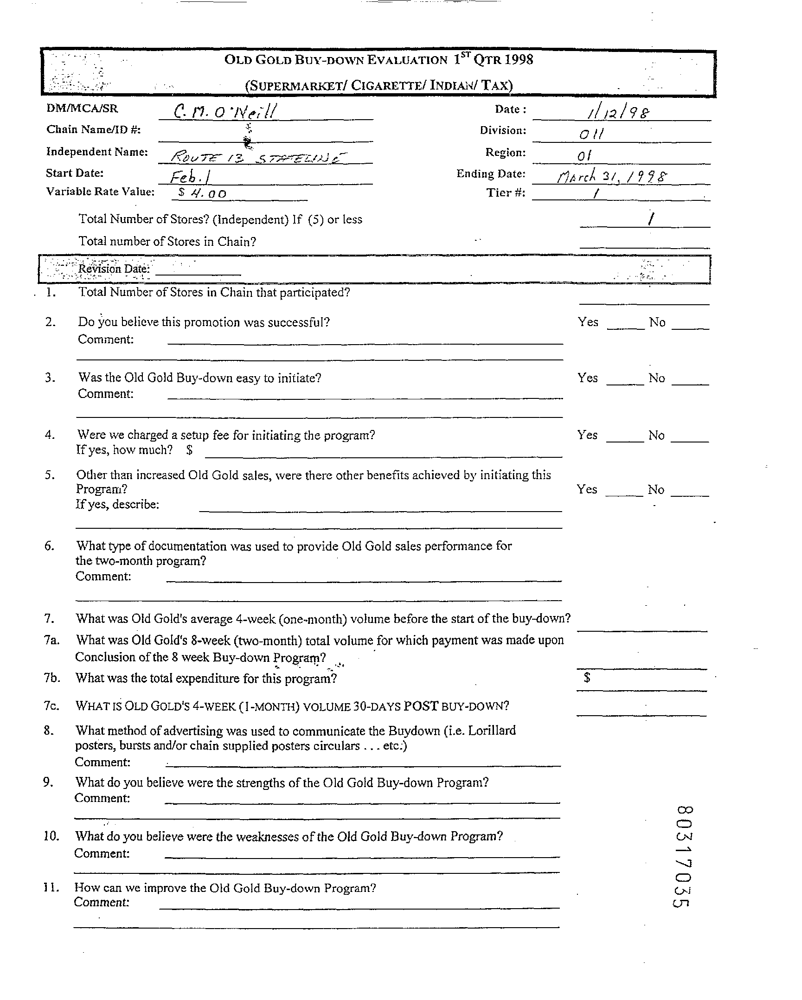 OLD GOLD BUY-DOWN EVALUATION 1ST QTR 1998
(SUPERMARKET/ CIGARETTE/ INDIAN/ TAX)
DM/MCA/SR C. M. O'Neill Date : 1/12/98
Chain Name/ID #: Division: 011
Independent Name: ROUTE 13 STATELINE Region: 01
Start Date: Feb. 1 Ending Date: March 31, 1998
Variable Rate Value: $ 4.00 Tier #: 1
Total Number of Stores? (Independent) If (5) or less 1
Total number of Stores in Chain?
Revision Date:
1. Total Number of Stores in Chain that participated?
2. Do you believe this promotion was successful? Yes No
Comment:
3. Was the Old Gold Buy-down easy to initiate? Yes No
Comment:
4. Were we charged a setup fee for initiating the program? Yes No
If yes, how much? $
5. Other than increased Old Gold sales, were there other benefits achieved by initiating this
Program? Yes No
If yes, describe:
6. What type of documentation was used to provide Old Gold sales performance for
the two-month program?
Comment:
7. What was Old Gold's average 4-week (one-month) volume before the start of the buy-down?
7a. What was Old Gold's 8-week (two-month) total volume for which payment was made upon
Conclusion of the 8 week Buy-down Program?
7b. What was the total expenditure for this program? $
7c. WHAT IS OLD GOLD'S 4-WEEK (1-MONTH) VOLUME 30-DAYS POST BUY-DOWN?
8. What method of advertising was used to communicate the Buydown (i.e. Lorillard
posters, bursts and/or chain supplied posters circulars . . . etc.)
Comment:
9. What do you believe were the strengths of the Old Gold Buy-down Program?
Comment:
10. What do you believe were the weaknesses of the Old Gold Buy-down Program?
Comment:
11. How can we improve the Old Gold Buy-down Program?
Comment:
80317035